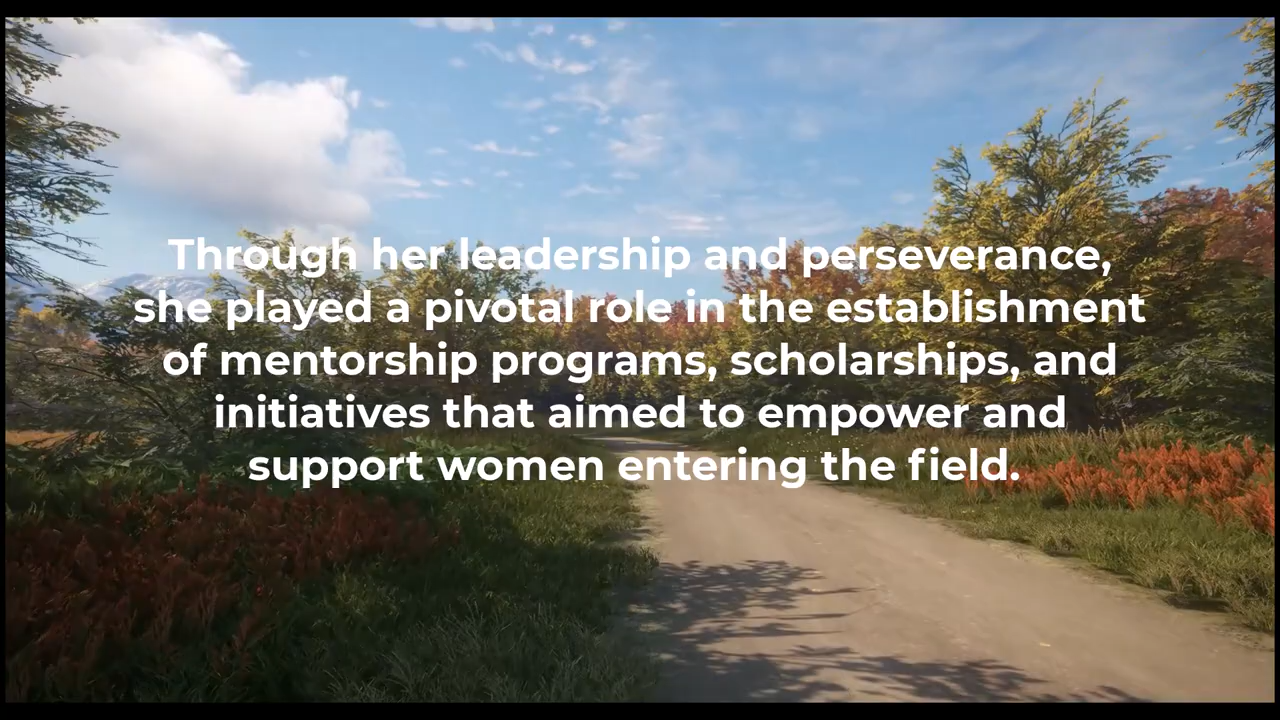 Through her leadership and perseverance,
she played a pivotal role in the establishment
of mentorship programs, scholarships, and
initiatives that aimed to empower and
support women entering the field.